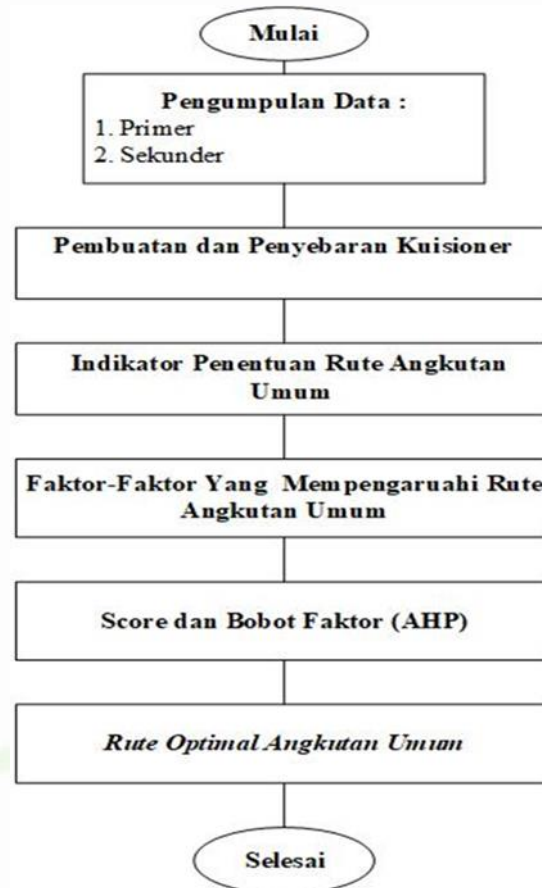 Mulai
Pengumpulan Data :
1. Primer
2. Sekunder
Pembuatan dan Penyebaran Kuisioner
Indikator Penentuan Rute Angkutan
Umum
Faktor-Faktor Yang Mempengaruahi Rute
Angkutan Umum
Score dan Bobot Faktor (AHP)
Rute Optimal Angkutan Umum
Selesai